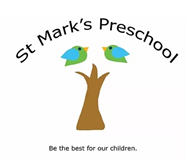 St Mark's Preschool
Be the best for our children.